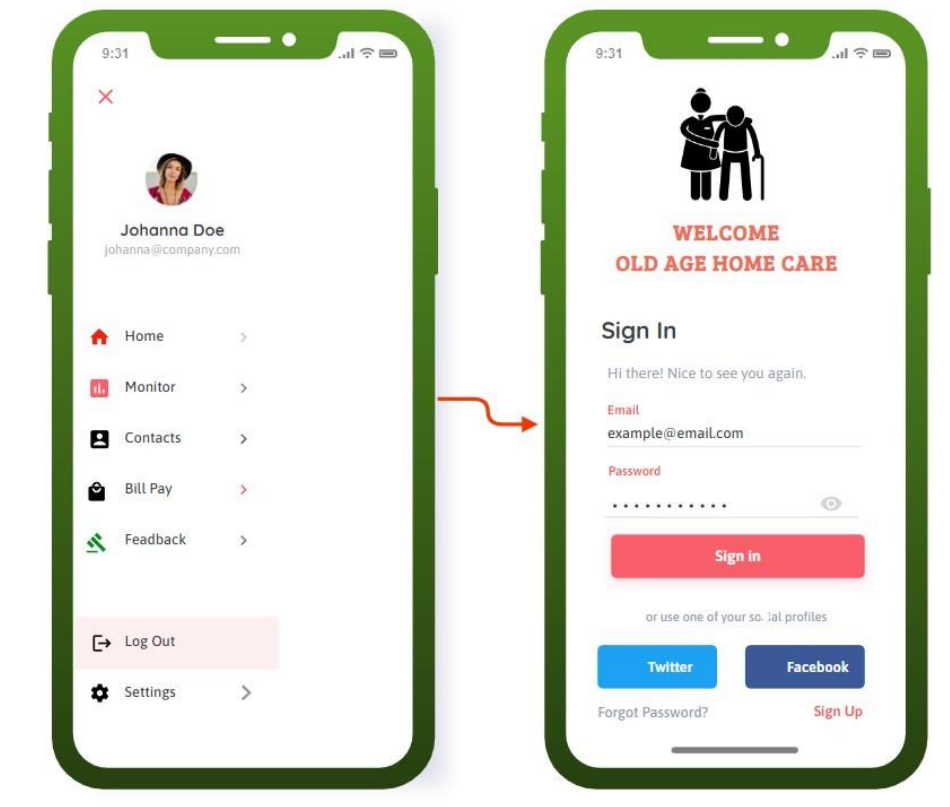 9:31
Johanna Doe
johanna@company.com
Home
Monitor
Contacts
Bill Pay
Feadback
Log Out
Settings
9:31
WELCOME
OLD AGE HOME CARE
Sign In
Hi there! Nice to see you again.
Email
example@email.com
Password
Sign in
or use one of your profiles
Twitter
Facebook
Forgot Password?
Sign Up